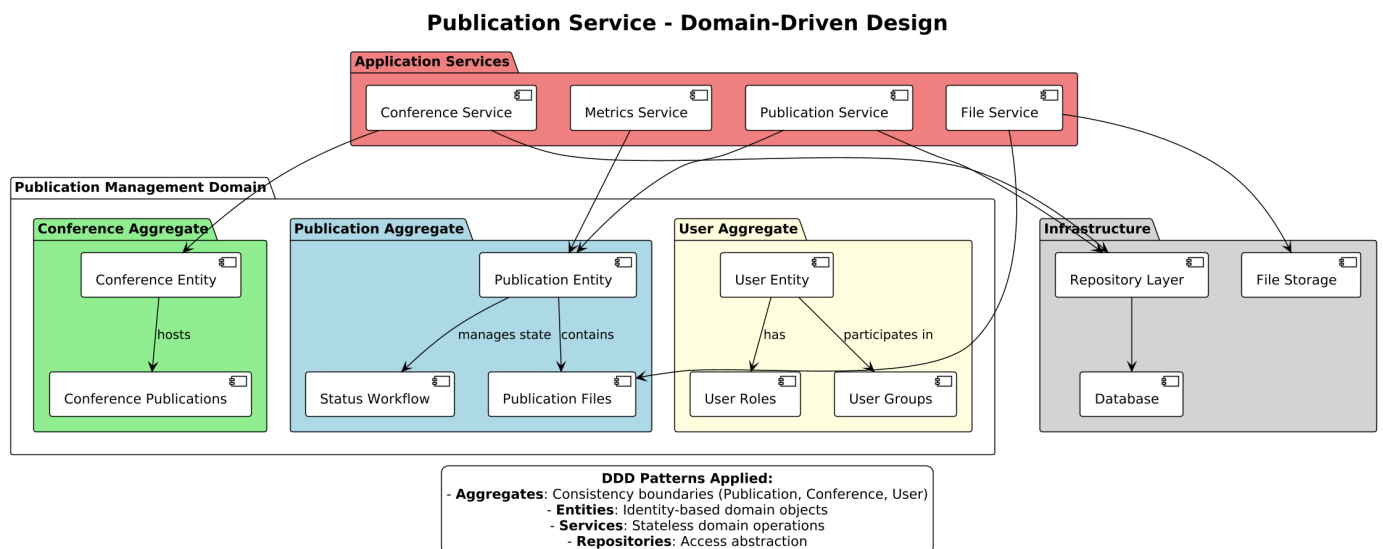 Publication Service - Domain-Driven Design
Application Services
Conference Service
Metrics Service
Publication Service
File Service
Publication Management Domain
Conference Aggregate
Publication Aggregate
User Aggregate
Infrastructure
Conference Entity
Publication Entity
User Entity
Repository Layer
File Storage
hosts
manages state
contains
has
participates in
Conference Publications
Status Workflow
Publication Files
User Roles
User Groups
Database
DDD Patterns Applied:
- Aggregates: Consistency boundaries (Publication, Conference, User)
- Entities: Identity-based domain objects
- Services: Stateless domain operations
- Repositories: Access abstraction